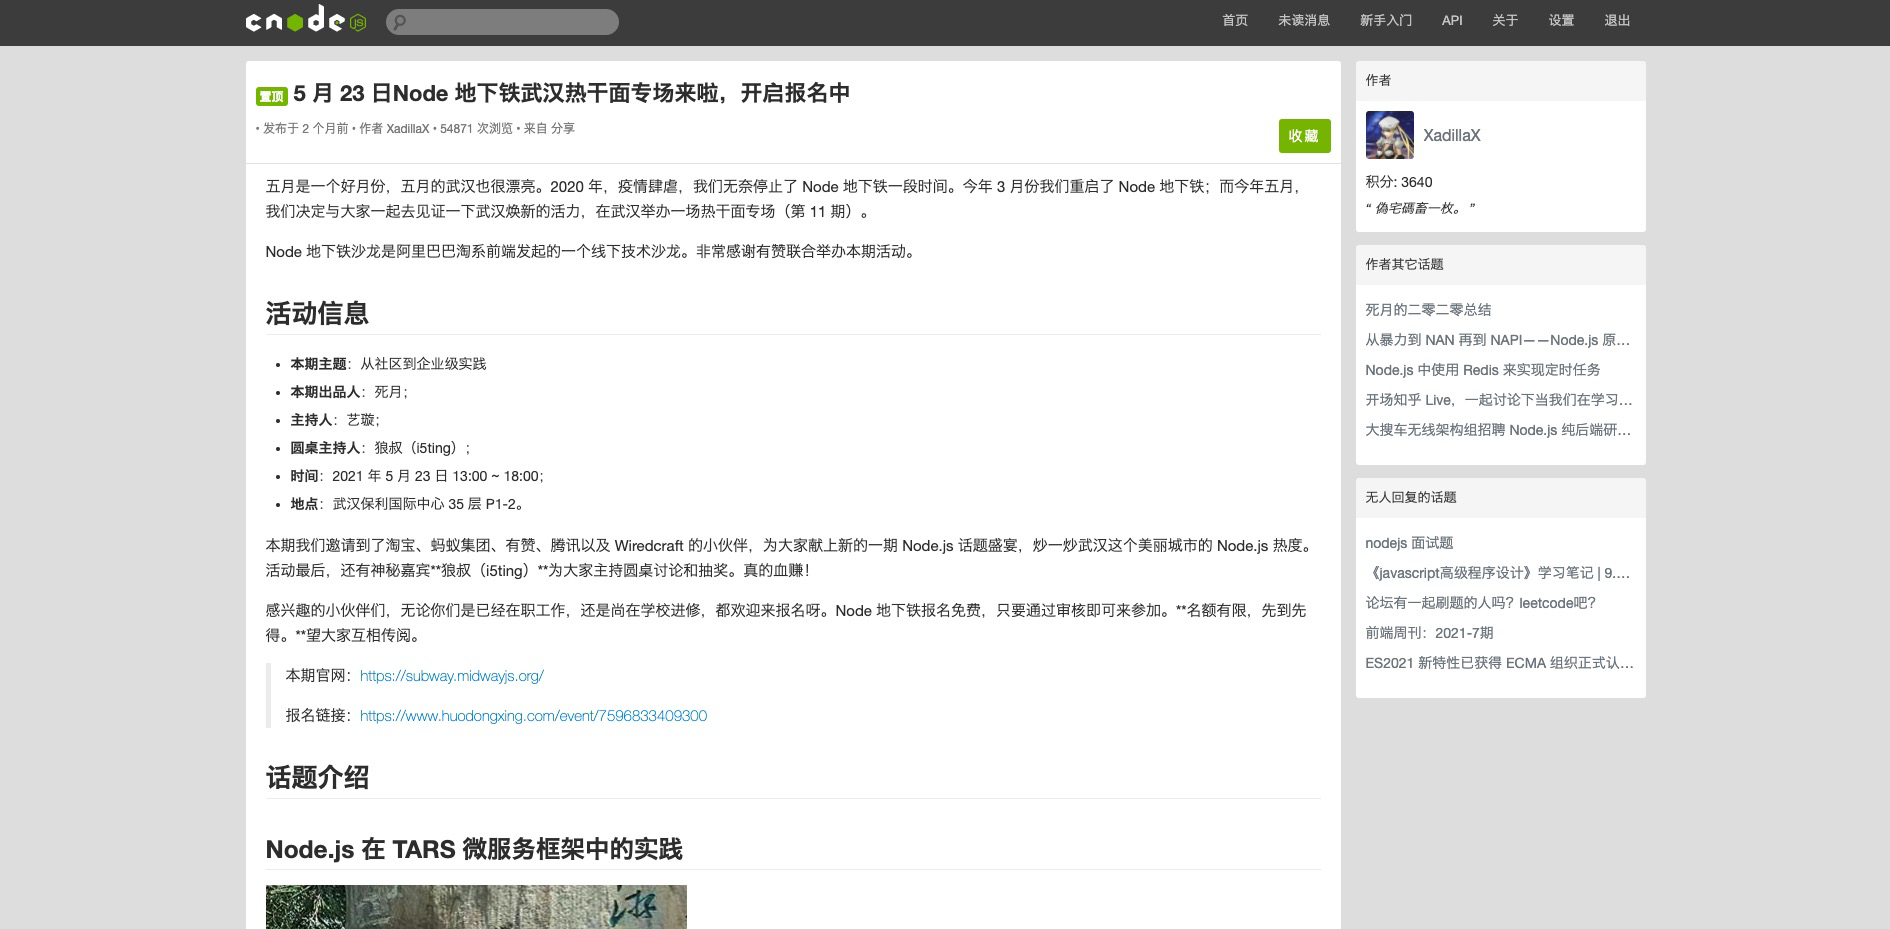 cnode JS
首页 未读消息 新手入门 API 关于 设置 退出
置顶 5 月 23 日Node 地下铁武汉热干面专场来啦，开启报名中
• 发布于 2 个月前 • 作者 XadillaX • 54871 次浏览 • 来自 分享
收藏
五月是一个好月份，五月的武汉也很漂亮。2020 年，疫情肆虐，我们无奈停止了 Node 地下铁一段时间。今年 3 月份我们重启了 Node 地下铁；而今年五月，
我们决定与大家一起去见证一下武汉焕新的活力，在武汉举办一场热干面专场（第 11 期）。
Node 地下铁沙龙是阿里巴巴淘系前端发起的一个线下技术沙龙。非常感谢有赞联合举办本期活动。
活动信息
• 本期主题：从社区到企业级实践
• 本期出品人：死月；
• 主持人：艺璇；
• 圆桌主持人：狼叔（i5ting）;
• 时间：2021 年 5 月 23 日 13:00 ~ 18:00；
• 地点：武汉保利国际中心 35 层 P1-2。
本期我们邀请到了淘宝、蚂蚁集团、有赞、腾讯以及 Wiredcraft 的小伙伴，为大家献上新的一期 Node.js 话题盛宴，炒一炒武汉这个美丽城市的 Node.js 热度。
活动最后，还有神秘嘉宾**狼叔（i5ting）**为大家主持圆桌讨论和抽奖。真的血赚！
感兴趣的小伙伴们，无论你们是已经在职工作，还是尚在学校进修，都欢迎来报名呀。Node 地下铁报名免费，只要通过审核即可来参加。**名额有限，先到先
得。**望大家互相传阅。
本期官网：https://subway.midwayjs.org/
报名链接：https://www.huodongxing.com/event/7596833409300
话题介绍
Node.js 在 TARS 微服务框架中的实践
作者
XadillaX
积分: 3640
“ 偽宅碼畜一枚。 ”
作者其它话题
死月的二零二零总结
从暴力到 NAN 再到 NAPI——Node.js 原...
Node.js 中使用 Redis 来实现定时任务
开场知乎 Live，一起讨论下当我们在学习...
大搜车无线架构组招聘 Node.js 纯后端研...
无人回复的话题
nodejs 面试题
《javascript高级程序设计》学习笔记 | 9....
论坛有一起刷题的人吗？leetcode吧？
前端周刊：2021-7期
ES2021 新特性已获得 ECMA 组织正式认...